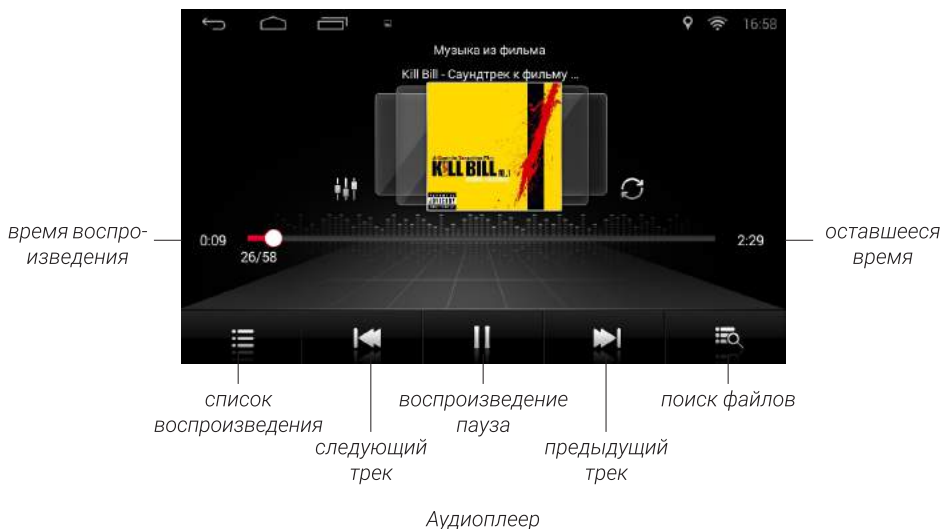 16:58
Музыка из фильма
Kill Bill - Саундтрек к фильму ...
KILL BILL
время воспро-
изведения
0:09
26/58
2:29
оставшееся
время
список
воспроизведения
следующий
трек
воспроизведение
пауза
предыдущий
трек
поиск файлов
Аудиоплеер